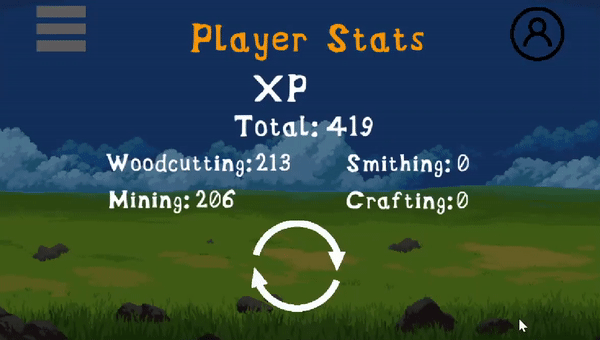 Player Stats
XP
Total: 419
Woodcutting:213 Smithing: 0
Mining: 206 Crafting:0